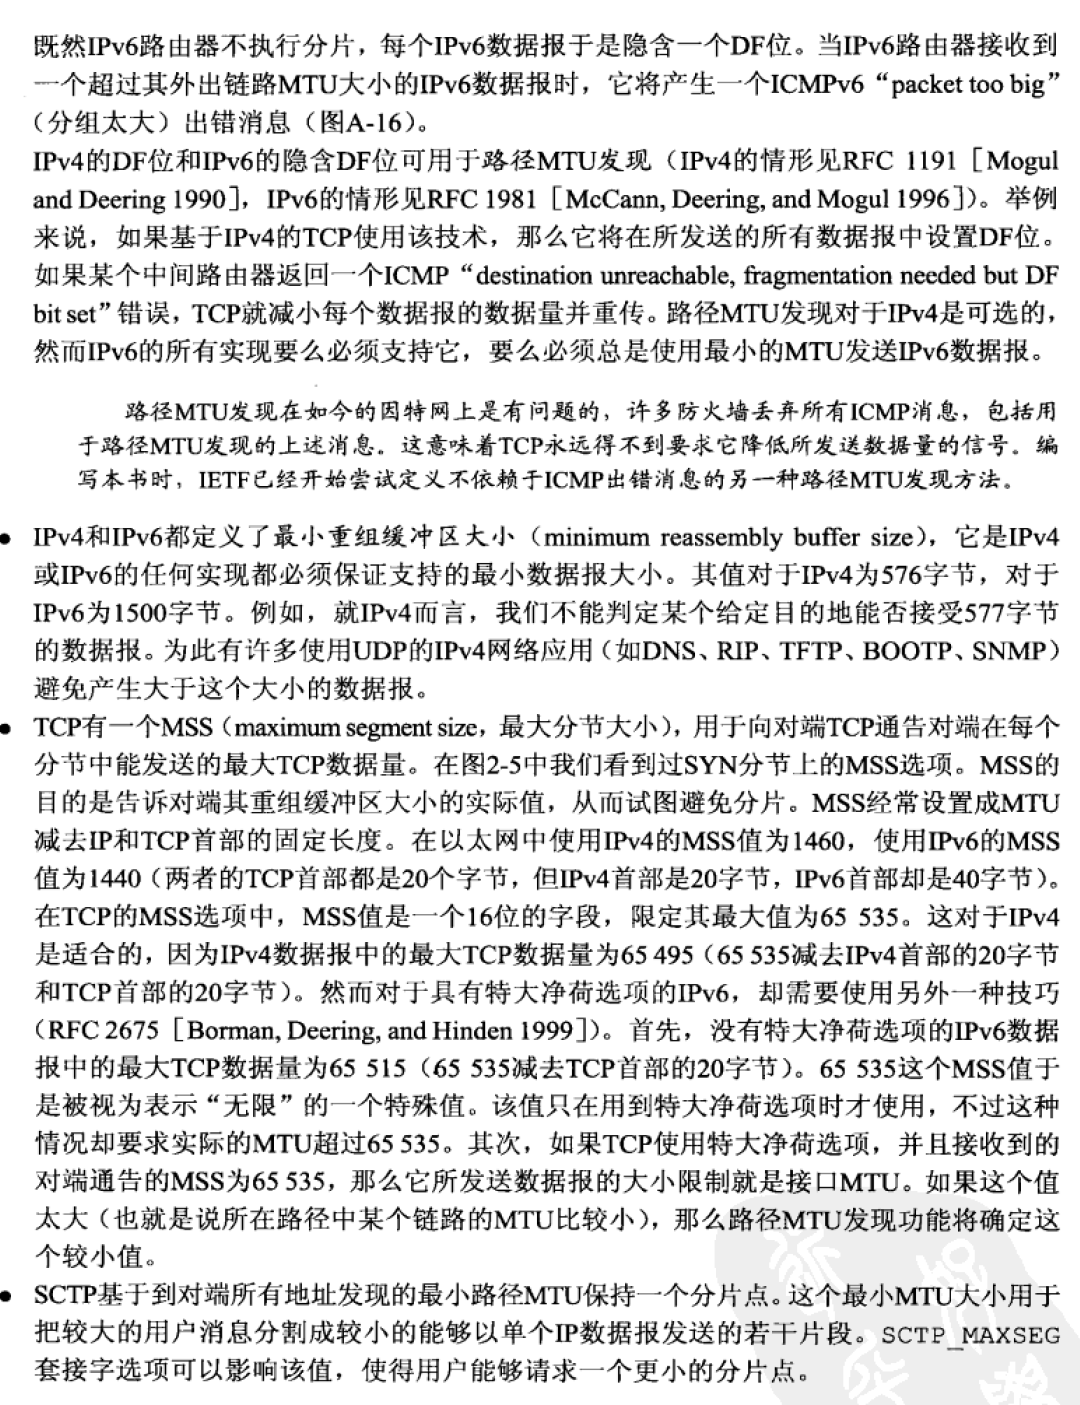 既然IPv6路由器不执行分片，每个IPv6数据报于是隐含一个DF位。当IPv6路由器接收到
一个超过其外出链路MTU大小的IPv6数据报时，它将产生一个ICMPv6“packet too big”
（分组太大）出错消息（图A-16）。
IPv4的DF位和IPv6的隐含DF位可用于路径MTU发现（IPv4的情形见RFC 1191［Mogul
and Deering 1990］，IPv6的情形见RFC 1981［McCann, Deering, and Mogul 1996］）。举例
来说，如果基于IPv4的TCP使用该技术，那么它将在所发送的所有数据报中设置DF位。
如果某个中间路由器返回一个ICMP“destination unreachable, fragmentation needed but DF
bit set”错误，TCP就减小每个数据报的数据量并重传。路径MTU发现对于IPv4是可选的，
然而IPv6的所有实现要么必须支持它，要么必须总是使用最小的MTU发送IPv6数据报。
路径MTU发现在如今的因特网上是有问题的，许多防火墙丢弃所有ICMP消息，包括用
于路径MTU发现的上述消息。这意味着TCP永远得不到要求它降低所发送数据量的信号。编
写本书时，IETF已经开始尝试定义不依赖于ICMP出错消息的另一种路径MTU发现方法。
● IPv4和IPv6都定义了最小重组缓冲区大小（minimum reassembly buffer size），它是IPv4
或IPv6的任何实现都必须保证支持的最小数据报大小。其值对于IPv4为576字节，对于
IPv6为1500字节。例如，就IPv4而言，我们不能判定某个给定目的地能否接受577字节
的数据报。为此有许多使用UDP的IPv4网络应用（如DNS、RIP、TFTP、BOOTP、SNMP）
避免产生大于这个大小的数据报。
● TCP有一个MSS（maximum segment size，最大分节大小），用于向对端TCP通告对端在每个
分节中能发送的最大TCP数据量。在图2-5中我们看到过SYN分节上的MSS选项。MSS的
目的是告诉对端其重组缓冲区大小的实际值，从而试图避免分片。MSS经常设置成MTU
减去IP和TCP首部的固定长度。在以太网中使用IPv4的MSS值为1460，使用IPv6的MSS
值为1440（两者的TCP首部都是20个字节，但IPv4首部是20字节，IPv6首部却是40字节）。
在TCP的MSS选项中，MSS值是一个16位的字段，限定其最大值为65 535。这对于IPv4
是适合的，因为IPv4数据报中的最大TCP数据量为65 495（65 535减去IPv4首部的20字节
和TCP首部的20字节）。然而对于具有特大净荷选项的IPv6，却需要使用另外一种技巧
（RFC 2675［Borman, Deering, and Hinden 1999］）。首先，没有特大净荷选项的IPv6数据
报中的最大TCP数据量为65 515（65 535减去TCP首部的20字节）。65 535这个MSS值于
是被视为表示“无限”的一个特殊值。该值只在用到特大净荷选项时才使用，不过这种
情况却要求实际的MTU超过65 535。其次，如果TCP使用特大净荷选项，并且接收到的
对端通告的MSS为65 535，那么它所发送数据报的大小限制就是接口MTU。如果这个值
太大（也就是说所在路径中某个链路的MTU比较小），那么路径MTU发现功能将确定这
个较小值。
● SCTP基于到对端所有地址发现的最小路径MTU保持一个分片点。这个最小MTU大小用于
把较大的用户消息分割成较小的能够以单个IP数据报发送的若干片段。SCTP_MAXSEG
套接字选项可以影响该值，使得用户能够请求一个更小的分片点。